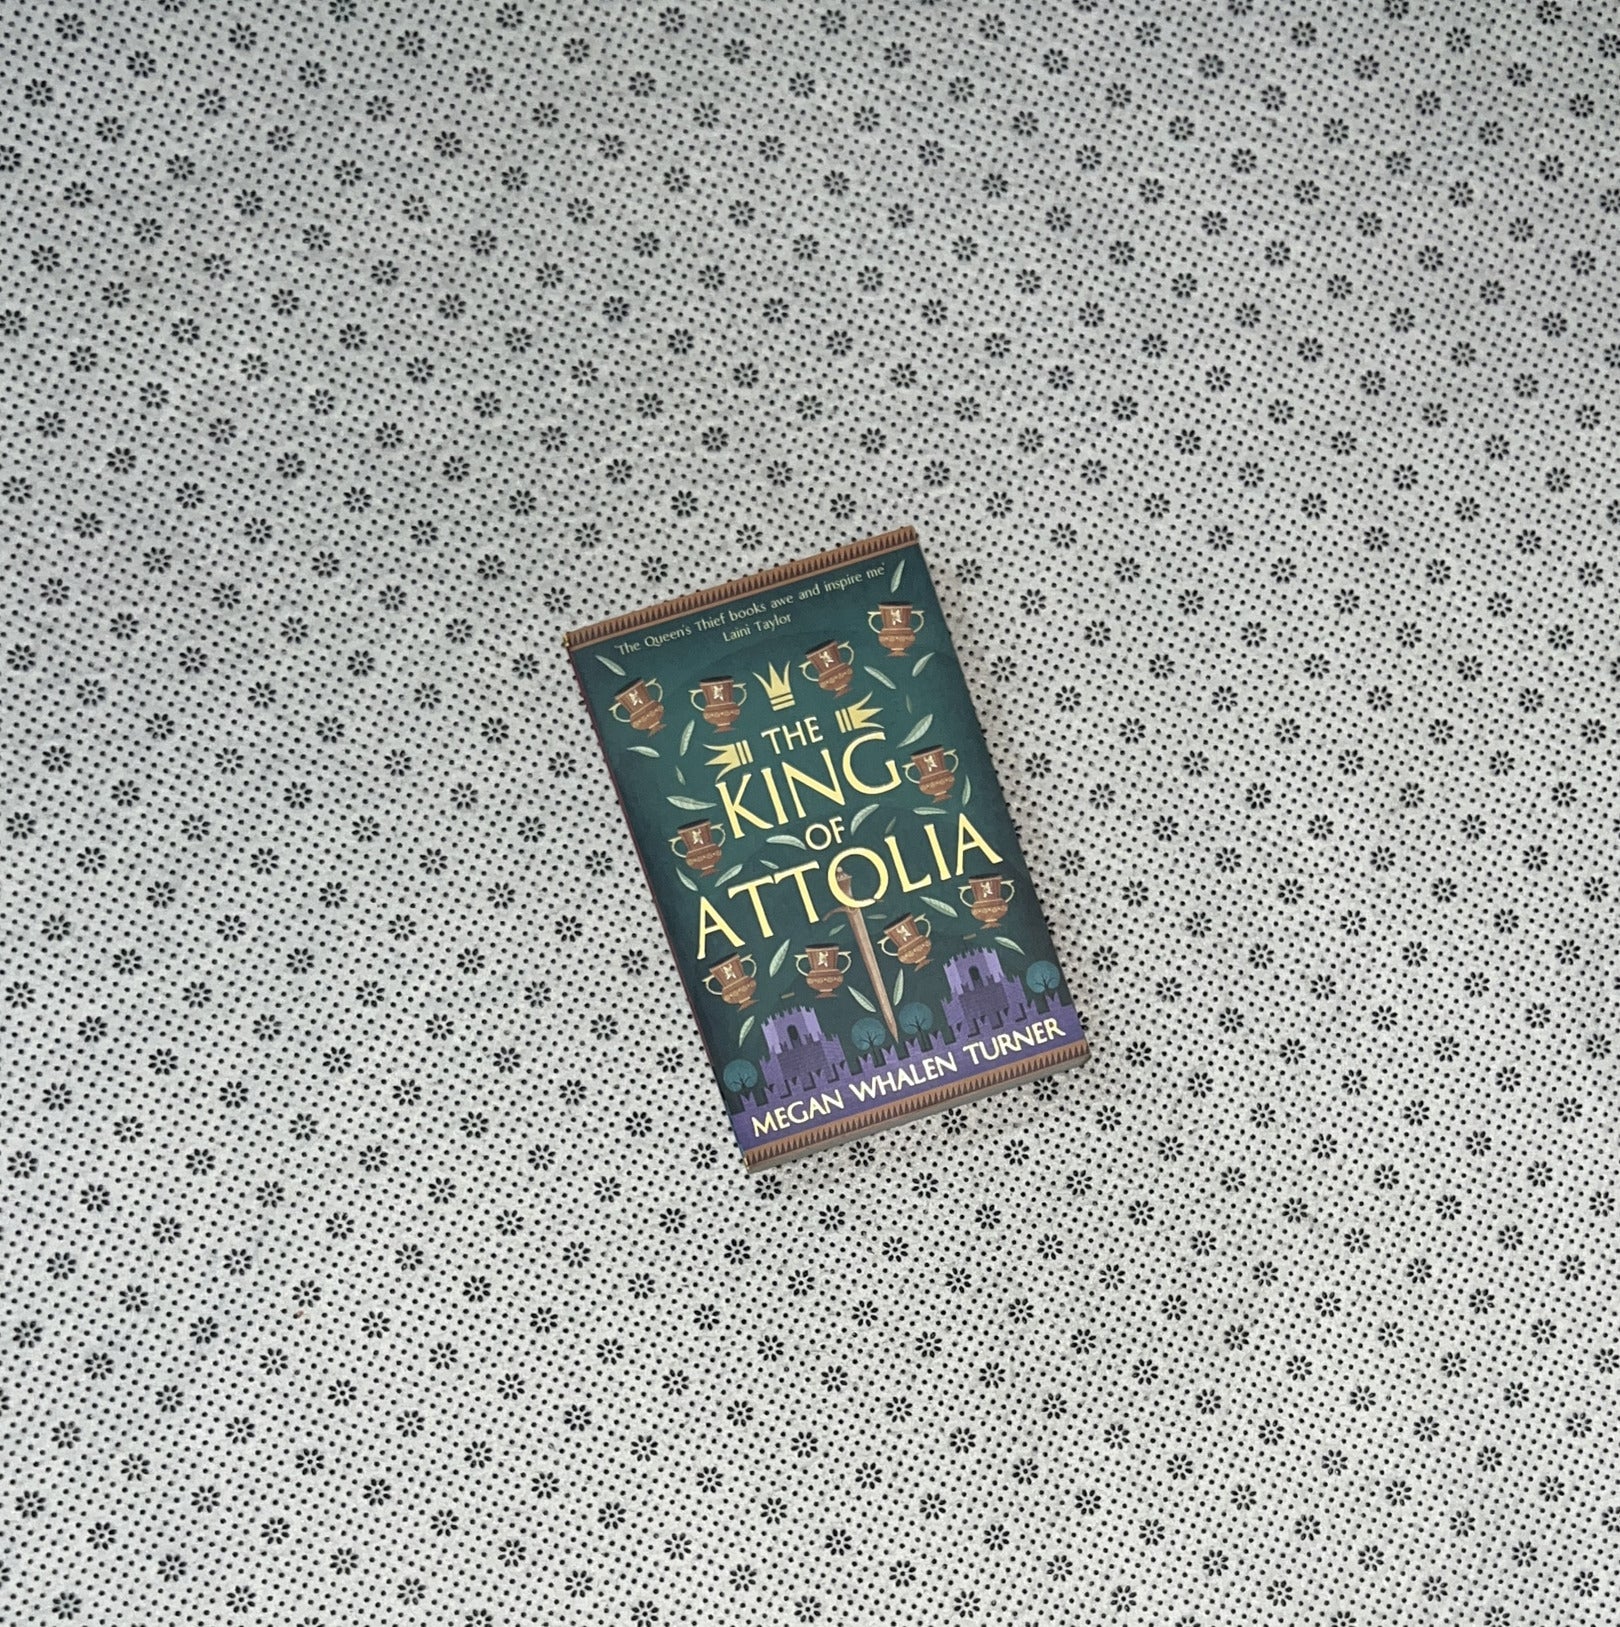 'The Queen's Thief books awe and inspire me'
Laini Taylor
THE
KING
OF
ATTOLIA
MEGAN WHALEN TURNER